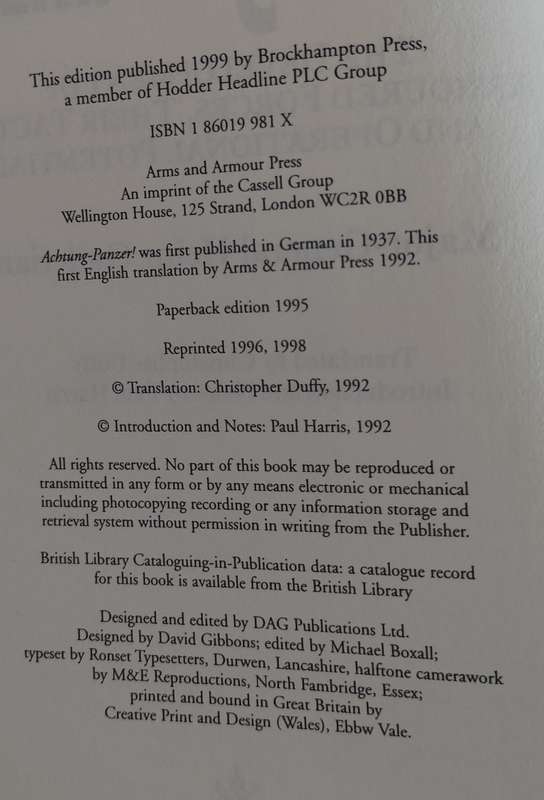 This edition published 1999 by Brockhampton Press,
a member of Hodder Headline PLC Group
ISBN 1 86019 981 X
Arms and Armour Press
An imprint of the Cassell Group
Wellington House, 125 Strand, London WC2R 0BB
Achtung-Panzer! was first published in German in 1937. This
first English translation by Arms & Armour Press 1992.
Paperback edition 1995
Reprinted 1996, 1998
© Translation: Christopher Duffy, 1992
© Introduction and Notes: Paul Harris, 1992
All rights reserved. No part of this book may be reproduced or
transmitted in any form or by any means electronic or mechanical
including photocopying recording or any information storage and
retrieval system without permission in writing from the Publisher.
British Library Cataloguing-in-Publication data: a catalogue record
for this book is available from the British Library
Designed and edited by DAG Publications Ltd.
Designed by David Gibbons; edited by Michael Boxall;
typeset by Ronset Typesetters, Durwen, Lancashire, halftone camerawork
by M&E Reproductions, North Fambridge, Essex;
printed and bound in Great Britain by
Creative Print and Design (Wales), Ebbw Vale.